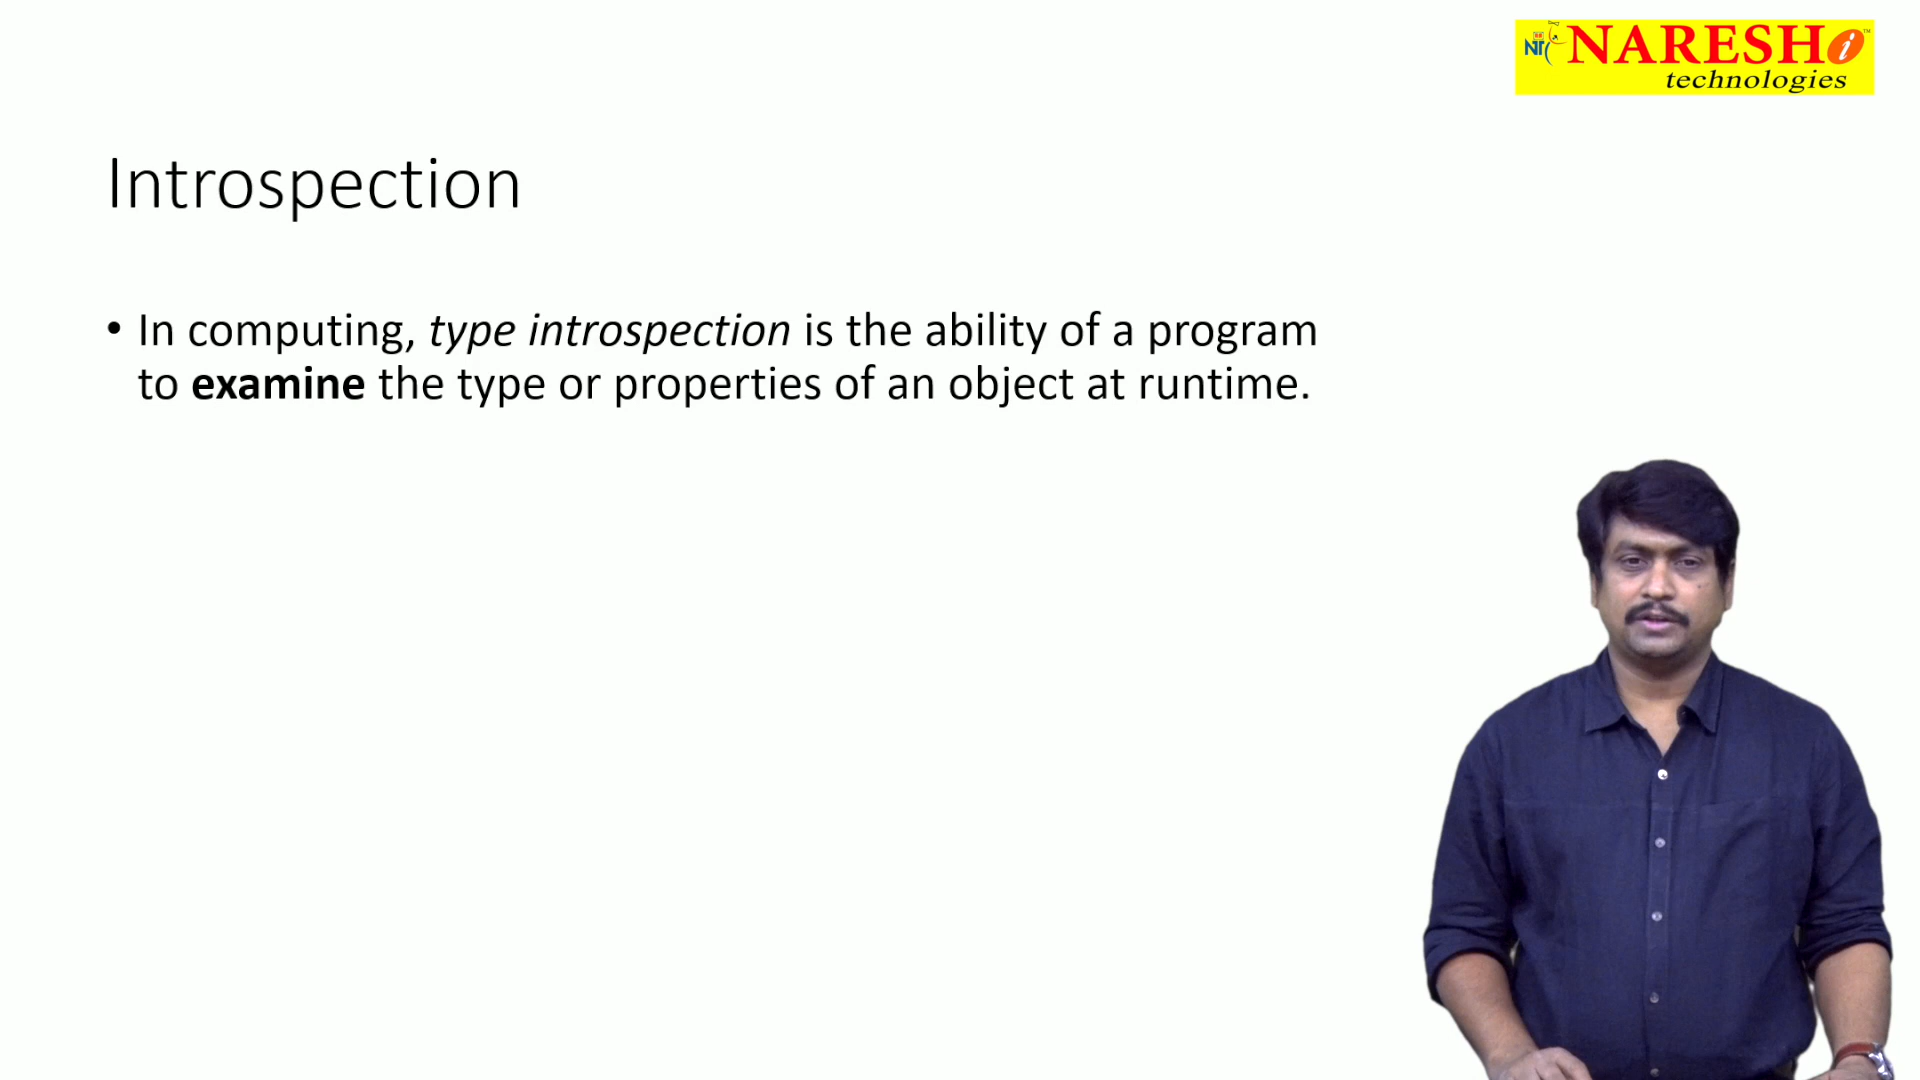 NARESHi
technologies
Introspection
• In computing, type introspection is the ability of a program
to examine the type or properties of an object at runtime.